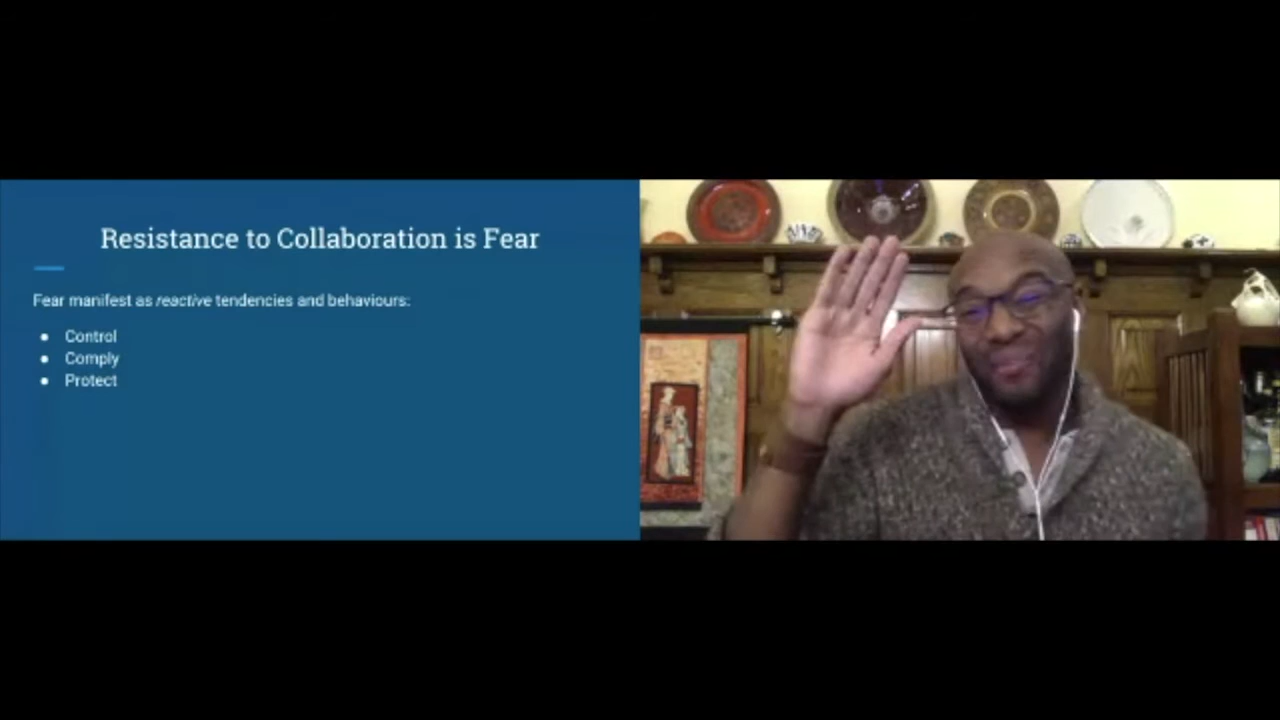 Resistance to Collaboration is Fear
Fear manifest as reactive tendencies and behaviours:
● Control
● Comply
● Protect